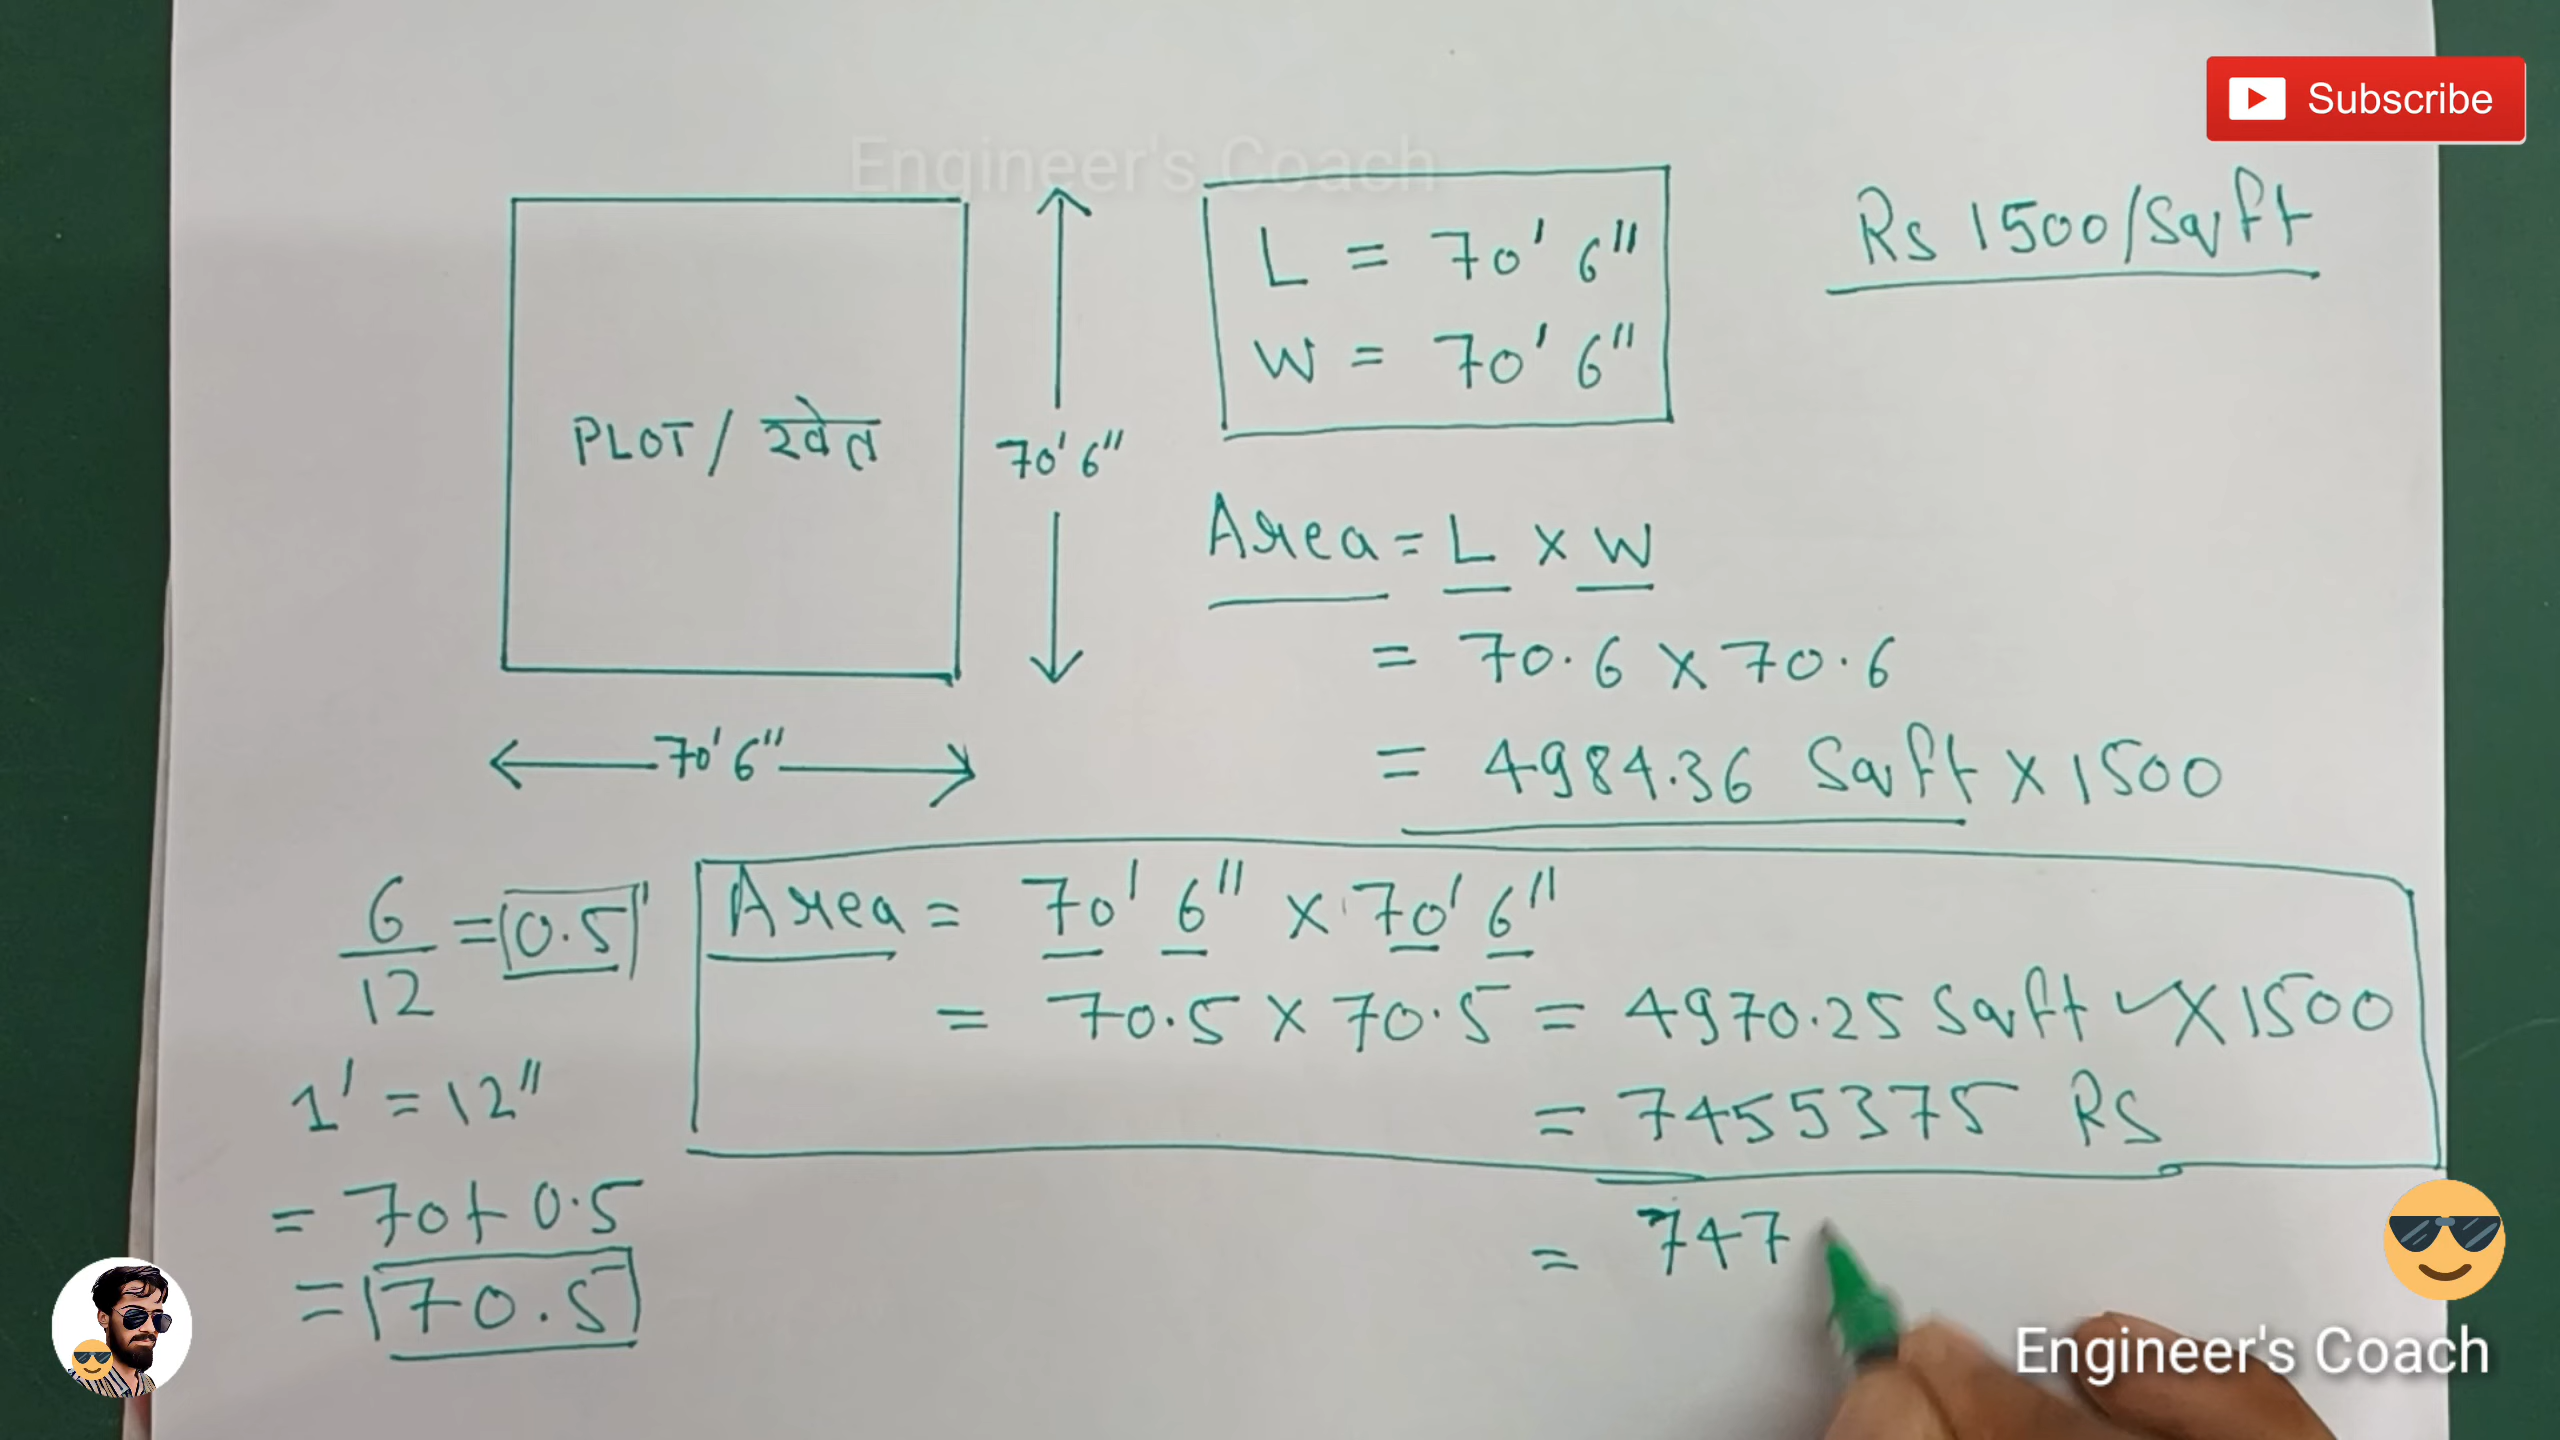 Subscribe
Engineer's Coach
Rs 1500/Sqft
L = 70' 6"
W = 70' 6"
PLOT / खेत
70' 6"
70' 6"
Area = L x W
= 70.6 x 70.6
= 4984.36 Sqft x 1500
6/12 = 0.5'
1' = 12"
= 70+0.5
= 70.5
Area = 70' 6" x 70' 6"
= 70.5 x 70.5 = 4970.25 Sqft ✓ x 1500
= 7455375 Rs
= 747
Engineer's Coach